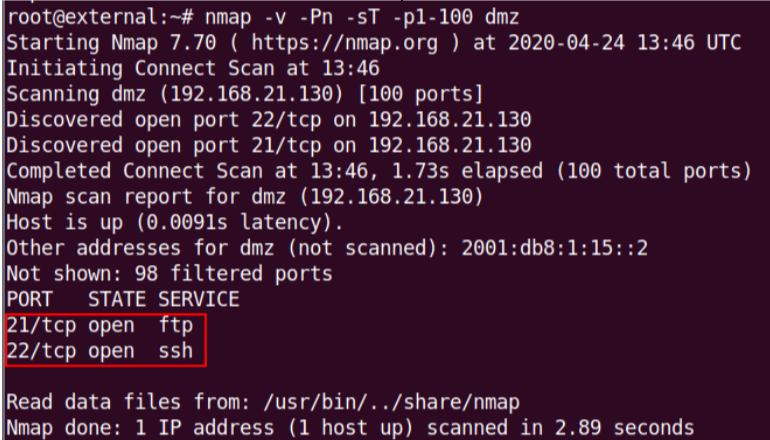 root@external:~# nmap -v -Pn -sT -p1-100 dmz
Starting Nmap 7.70 ( https://nmap.org ) at 2020-04-24 13:46 UTC
Initiating Connect Scan at 13:46
Scanning dmz (192.168.21.130) [100 ports]
Discovered open port 22/tcp on 192.168.21.130
Discovered open port 21/tcp on 192.168.21.130
Completed Connect Scan at 13:46, 1.73s elapsed (100 total ports)
Nmap scan report for dmz (192.168.21.130)
Host is up (0.0091s latency).
Other addresses for dmz (not scanned): 2001:db8:1:15::2
Not shown: 98 filtered ports
PORT   STATE SERVICE
21/tcp open  ftp
22/tcp open  ssh
Read data files from: /usr/bin/../share/nmap
Nmap done: 1 IP address (1 host up) scanned in 2.89 seconds